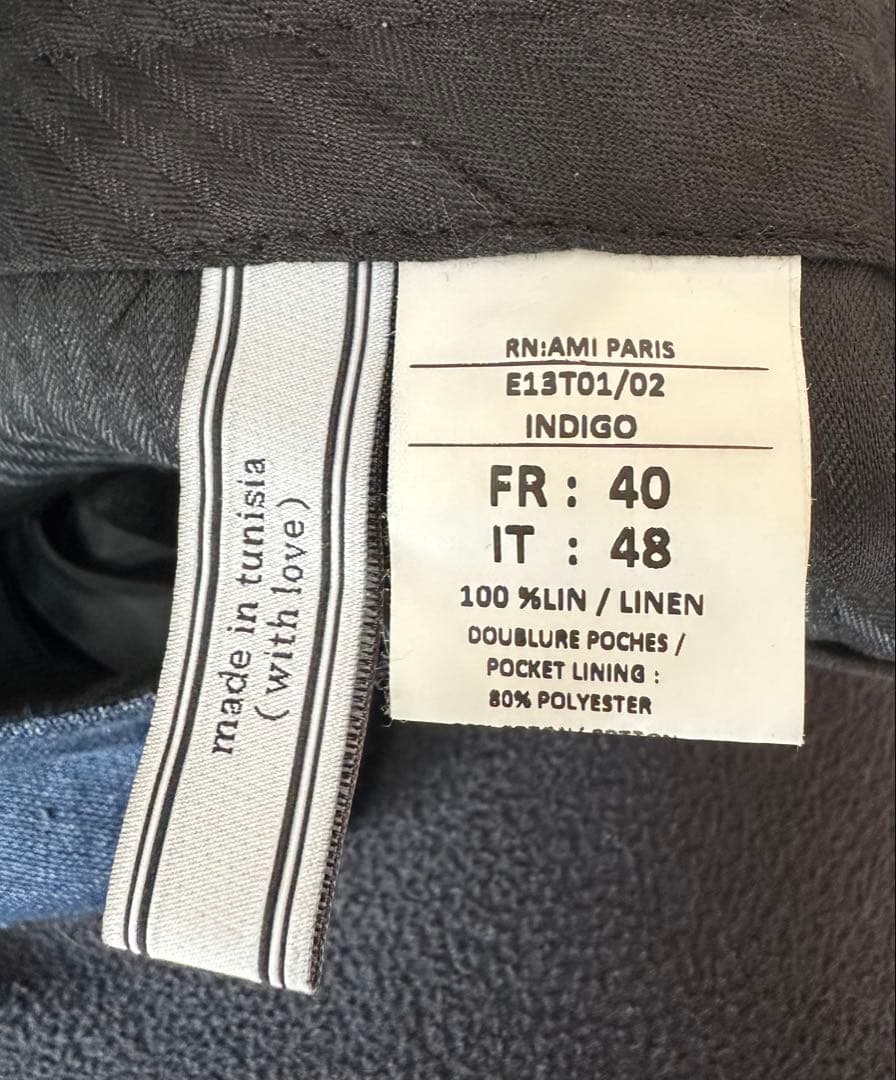 made in tunisia
(with love)
RN:AMI PARIS
E13T01/02
INDIGO
FR : 40
IT : 48
100 %LIN / LINEN
DOUBLURE POCHES /
POCKET LINING :
80% POLYESTER